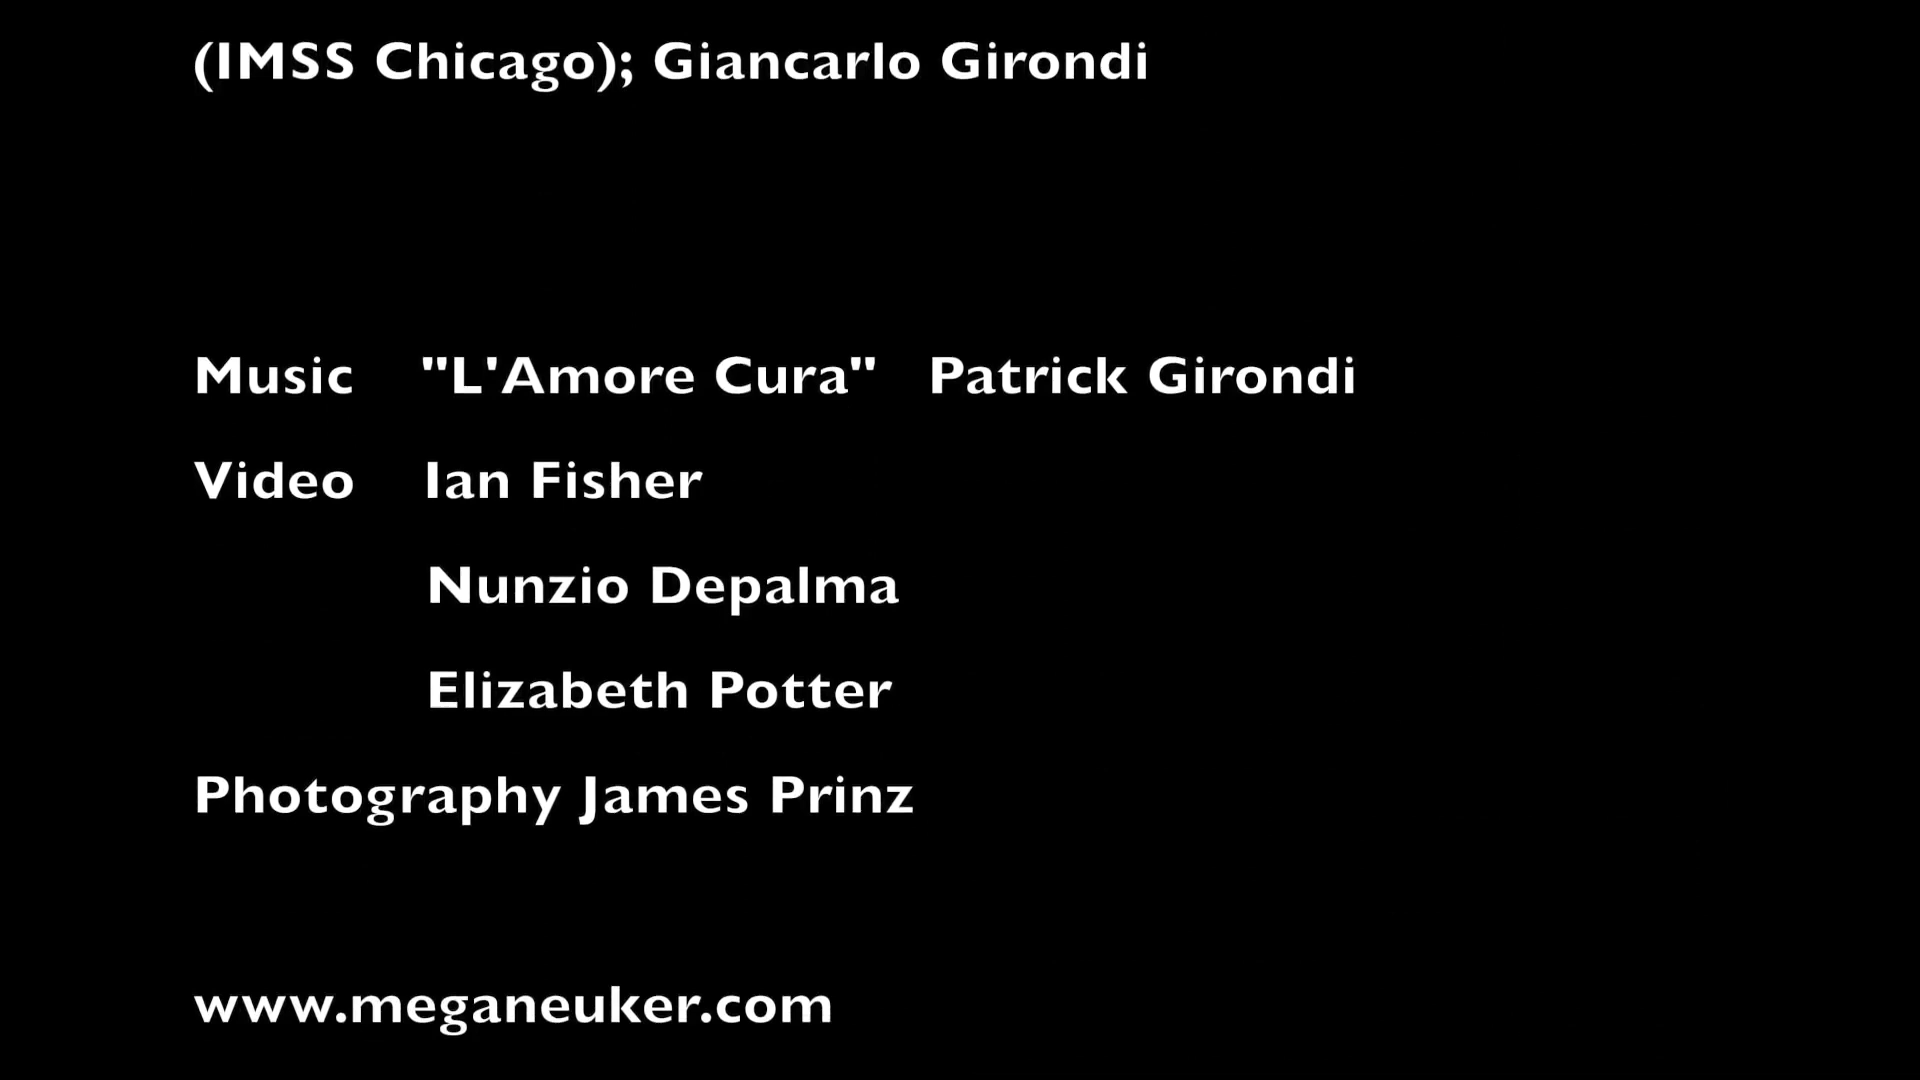 (IMSS Chicago); Giancarlo Girondi
Music "L'Amore Cura" Patrick Girondi
Video Ian Fisher
Nunzio Depalma
Elizabeth Potter
Photography James Prinz
www.meganeuker.com